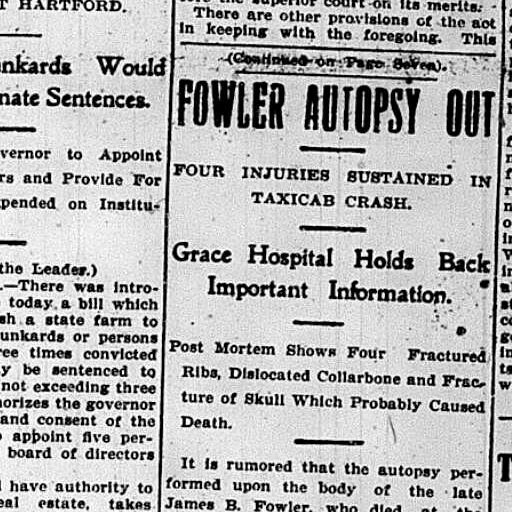 T HARTFORD.
nkards Would
nate Sentences.
vernor to Appoint
rs and Provide For
pended on Institu-
the Leader.)
.—There was intro-
today a bill which
sh a state farm to
unkards or persons
ree times convicted
y be sentenced to
not exceeding three
orizes the governor
and consent of the
appoint five per-
board of directors
have authority to
eal estate, takes
the superior court on its merits.
There are other provisions of the act
in keeping with the foregoing. This
(Continued on Page Seven).
FOWLER AUTOPSY OUT
FOUR INJURIES SUSTAINED IN
TAXICAB CRASH.
Grace Hospital Holds Back
Important Information.
Post Mortem Shows Four Fractured
Ribs, Dislocated Collarbone and Frac-
ture of Skull Which Probably Caused
Death.
It is rumored that the autopsy per-
formed upon the body of the late
James B. Fowler, who died at the